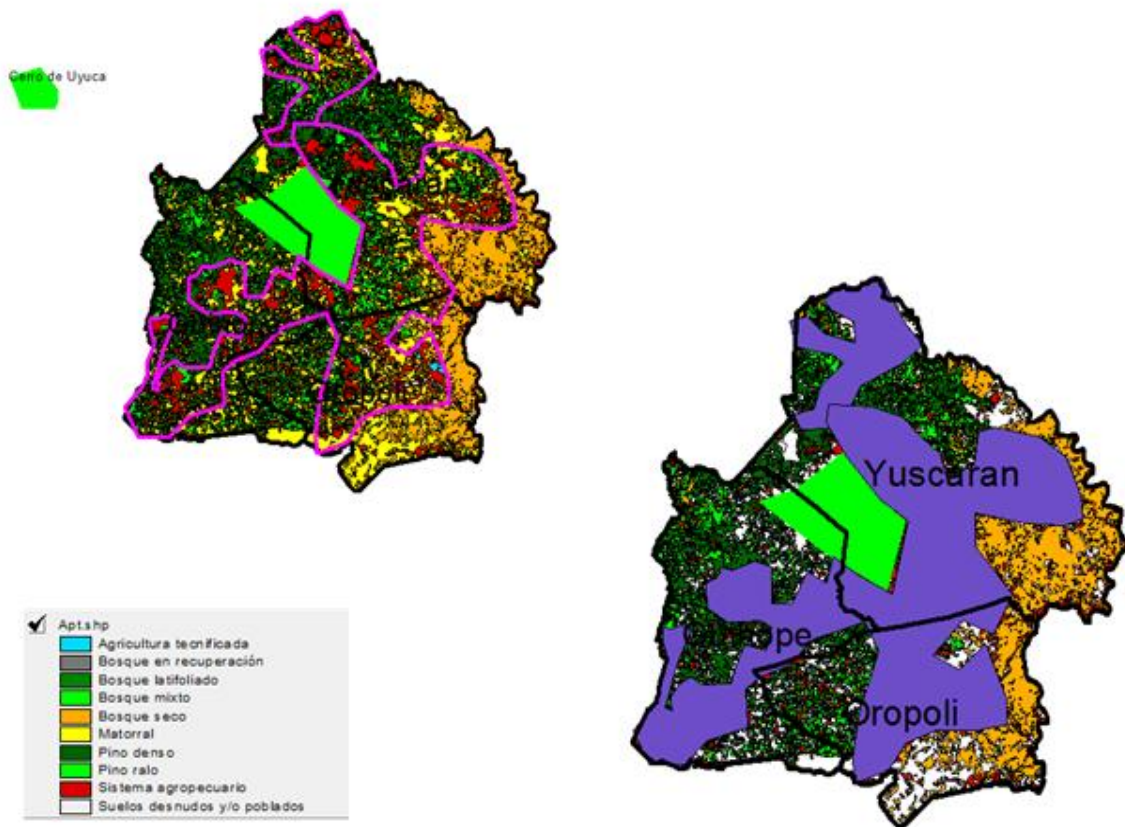 Cerro de Uyuca
Yuscaran
Oropoli
Apt.shp
Agricultura tecnificada
Bosque en recuperación
Bosque latifoliado
Bosque mixto
Bosque seco
Matorral
Pino denso
Pino ralo
Sistema agropecuario
Suelos desnudos y/o poblados